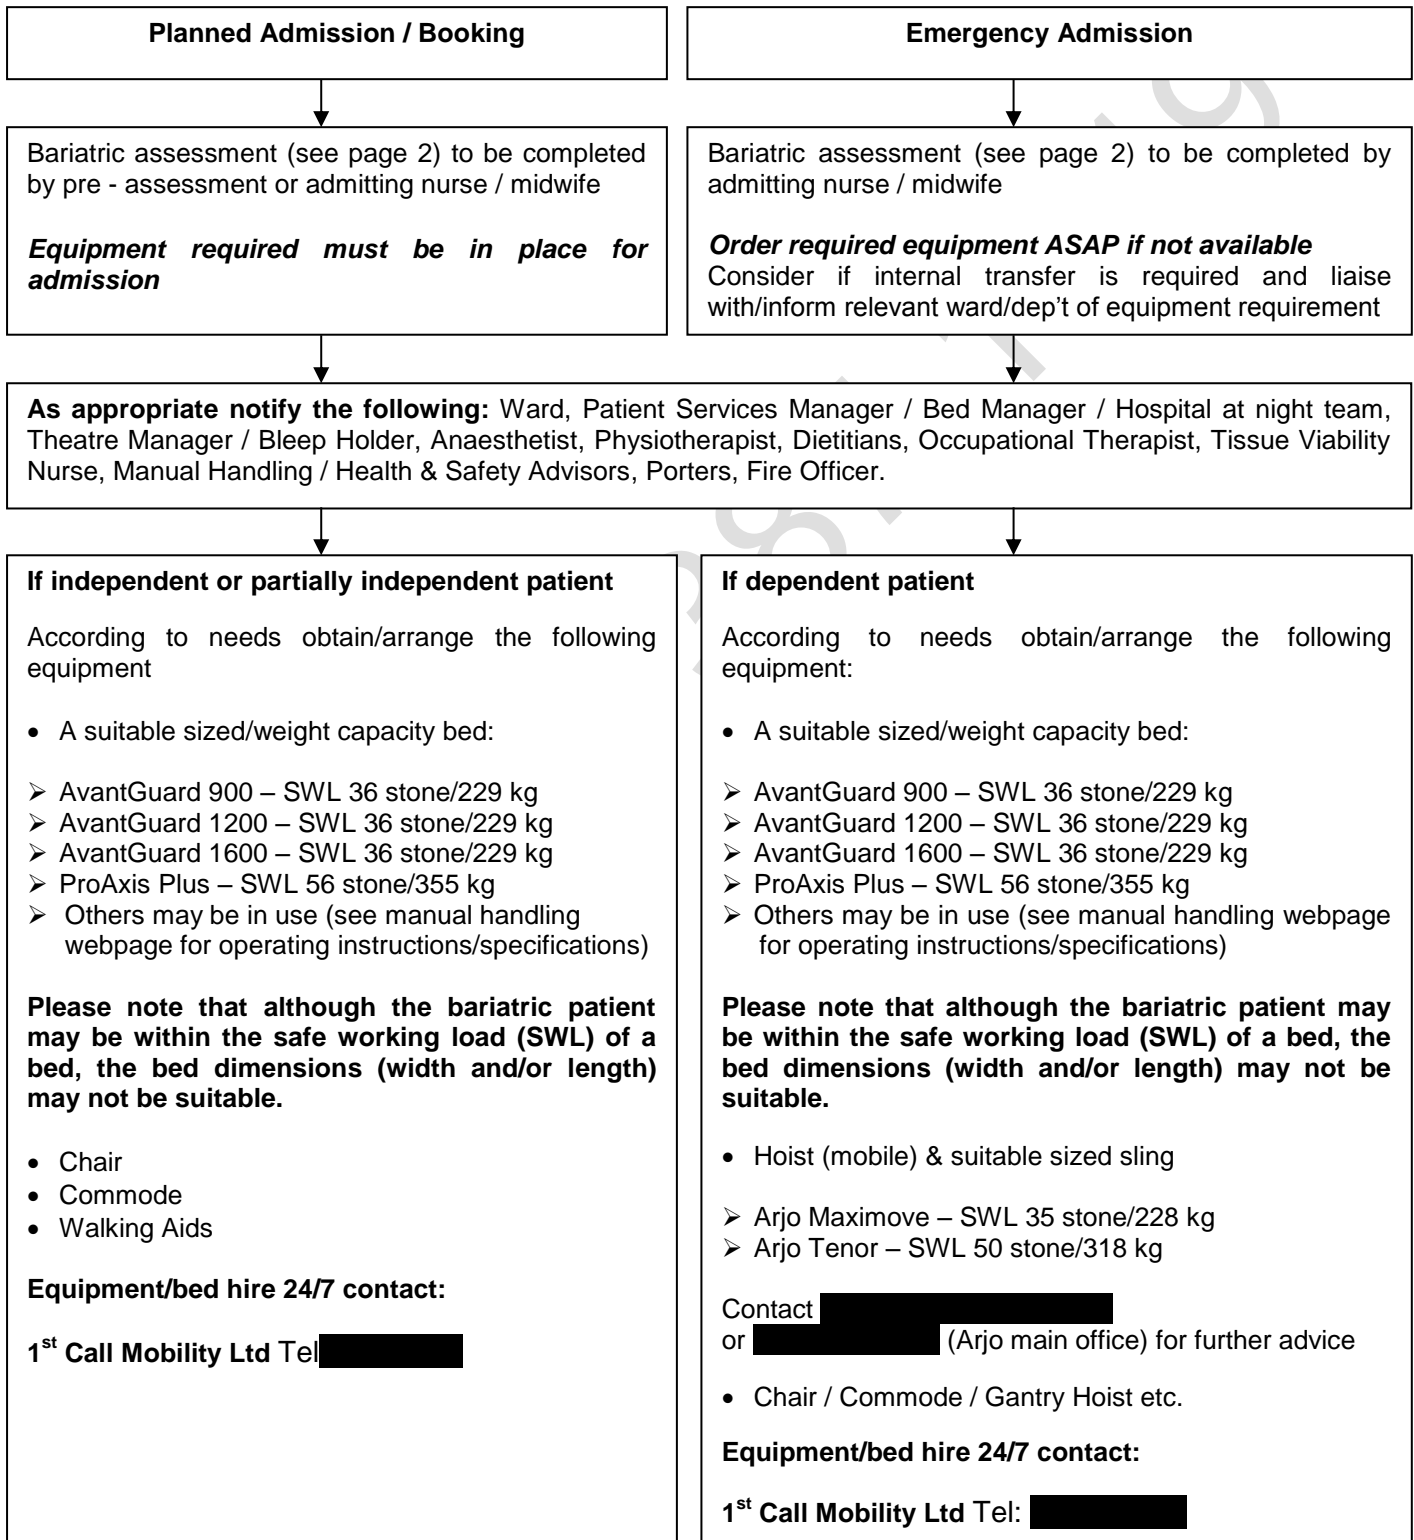 Planned Admission / Booking
Emergency Admission
Bariatric assessment (see page 2) to be completed
by pre - assessment or admitting nurse / midwife
Equipment required must be in place for
admission
Bariatric assessment (see page 2) to be completed by
admitting nurse / midwife
Order required equipment ASAP if not available
Consider if internal transfer is required and liaise
with/inform relevant ward/dep't of equipment requirement
As appropriate notify the following: Ward, Patient Services Manager / Bed Manager / Hospital at night team,
Theatre Manager / Bleep Holder, Anaesthetist, Physiotherapist, Dietitians, Occupational Therapist, Tissue Viability
Nurse, Manual Handling / Health & Safety Advisors, Porters, Fire Officer.
If independent or partially independent patient
According to needs obtain/arrange the following
equipment
• A suitable sized/weight capacity bed:
➢ AvantGuard 900 – SWL 36 stone/229 kg
➢ AvantGuard 1200 – SWL 36 stone/229 kg
➢ AvantGuard 1600 – SWL 36 stone/229 kg
➢ ProAxis Plus – SWL 56 stone/355 kg
➢ Others may be in use (see manual handling
webpage for operating instructions/specifications)
Please note that although the bariatric patient
may be within the safe working load (SWL) of a
bed, the bed dimensions (width and/or length)
may not be suitable.
• Chair
• Commode
• Walking Aids
Equipment/bed hire 24/7 contact:
1st Call Mobility Ltd Tel
If dependent patient
According to needs obtain/arrange the following
equipment:
• A suitable sized/weight capacity bed:
➢ AvantGuard 900 – SWL 36 stone/229 kg
➢ AvantGuard 1200 – SWL 36 stone/229 kg
➢ AvantGuard 1600 – SWL 36 stone/229 kg
➢ ProAxis Plus – SWL 56 stone/355 kg
➢ Others may be in use (see manual handling webpage
for operating instructions/specifications)
Please note that although the bariatric patient may
be within the safe working load (SWL) of a bed, the
bed dimensions (width and/or length) may not be
suitable.
• Hoist (mobile) & suitable sized sling
➢ Arjo Maximove – SWL 35 stone/228 kg
➢ Arjo Tenor – SWL 50 stone/318 kg
Contact
or (Arjo main office) for further advice
• Chair / Commode / Gantry Hoist etc.
Equipment/bed hire 24/7 contact:
1st Call Mobility Ltd Tel: